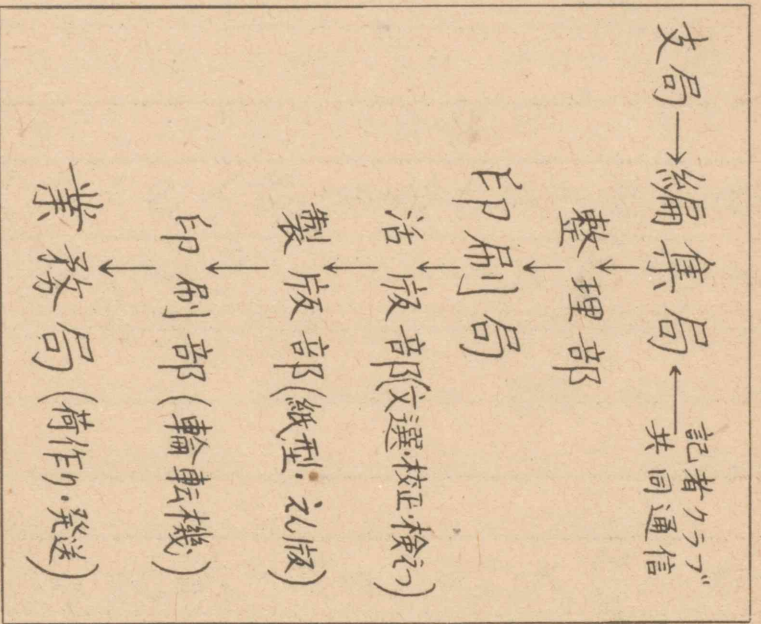 支局→編集局←記者クラブ
共同通信
整理部
印刷局
活版部(文選・校正・検正)
製版部(紙型・鉛版)
印刷部(輪転機)
業務局(荷作り・発送)